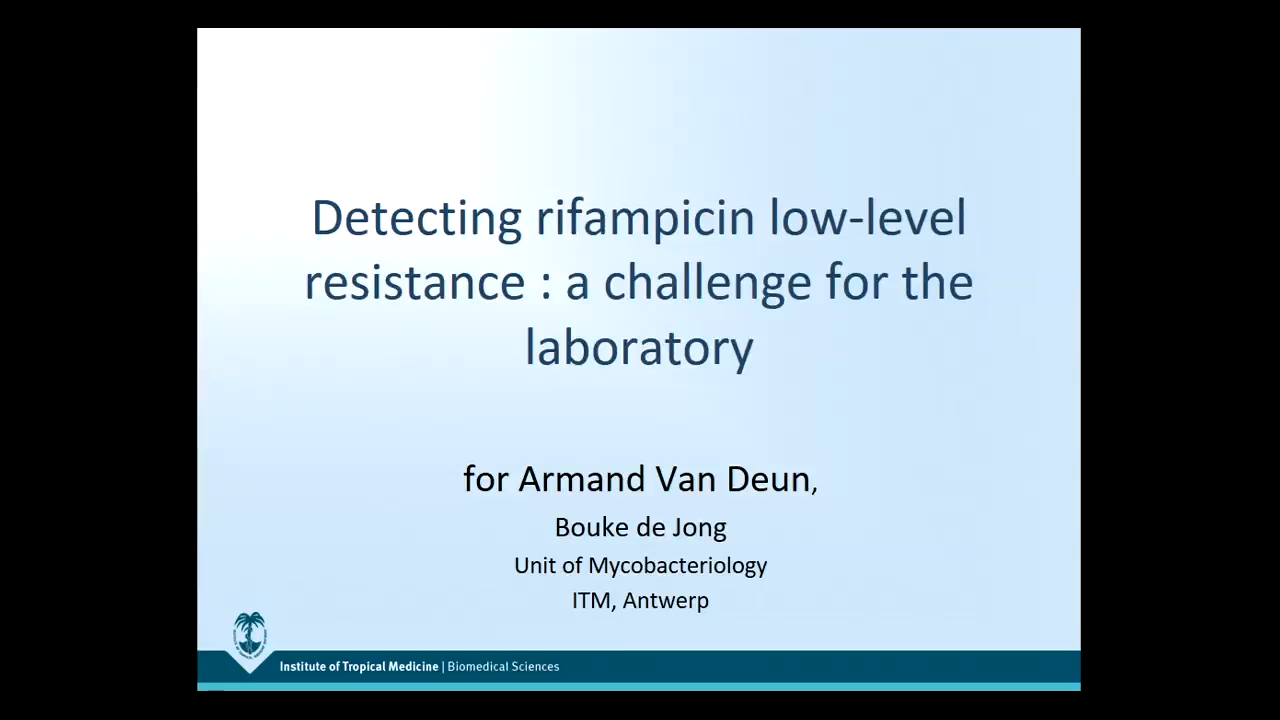 Detecting rifampicin low-level
resistance : a challenge for the
laboratory
for Armand Van Deun,
Bouke de Jong
Unit of Mycobacteriology
ITM, Antwerp
Institute of Tropical Medicine | Biomedical Sciences